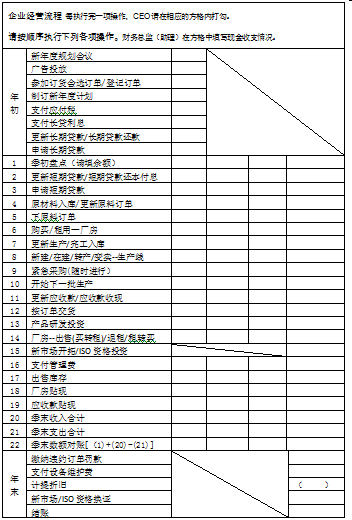 企业经营流程 每执行完一项操作，CEO请在相应的方格内打勾。
请按顺序执行下列各项操作。财务总监(助理)在方格中填写现金收支情况。
年初
新年度规划会议
广告投放
参加订货会选订单/登记订单
制订新年度计划
支付应付税
支付长贷利息
更新长期贷款/长期贷款还款
申请长期贷款
1 季初盘点（请填余额）
2 更新短期贷款/短期贷款还本付息
3 申请短期贷款
4 原材料入库/更新原料订单
5 下原料订单
6 购买/租用—厂房
7 更新生产/完工入库
8 新建/在建/转产/变卖--生产线
9 紧急采购(随时进行)
10 开始下一批生产
11 更新应收款/应收款收现
12 按订单交货
13 产品研发投资
14 厂房--出售(买转租)/退租/租转买
15 新市场开拓/ISO资格投资
16 支付管理费
17 出售库存
18 厂房贴现
19 应收款贴现
20 季末收入合计
21 季末支出合计
22 季末数额对账[（1)+(20)-(21)]
年末
缴纳违约订单罚款
支付设备维护费
计提折旧 （ ）
新市场/ISO资格换证
结账